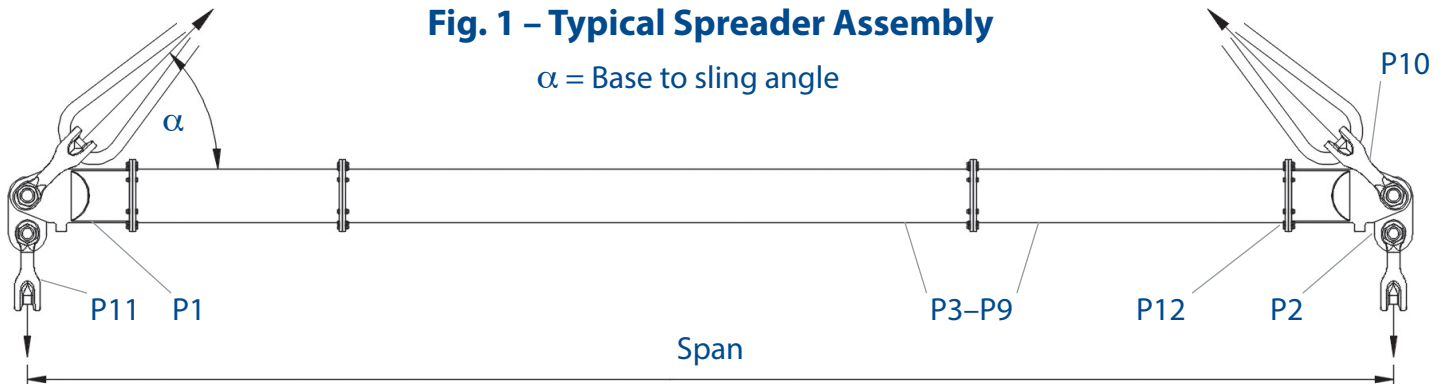 Fig. 1 – Typical Spreader Assembly
α = Base to sling angle
P10
α
P11
P1
P3–P9
P12
P2
Span